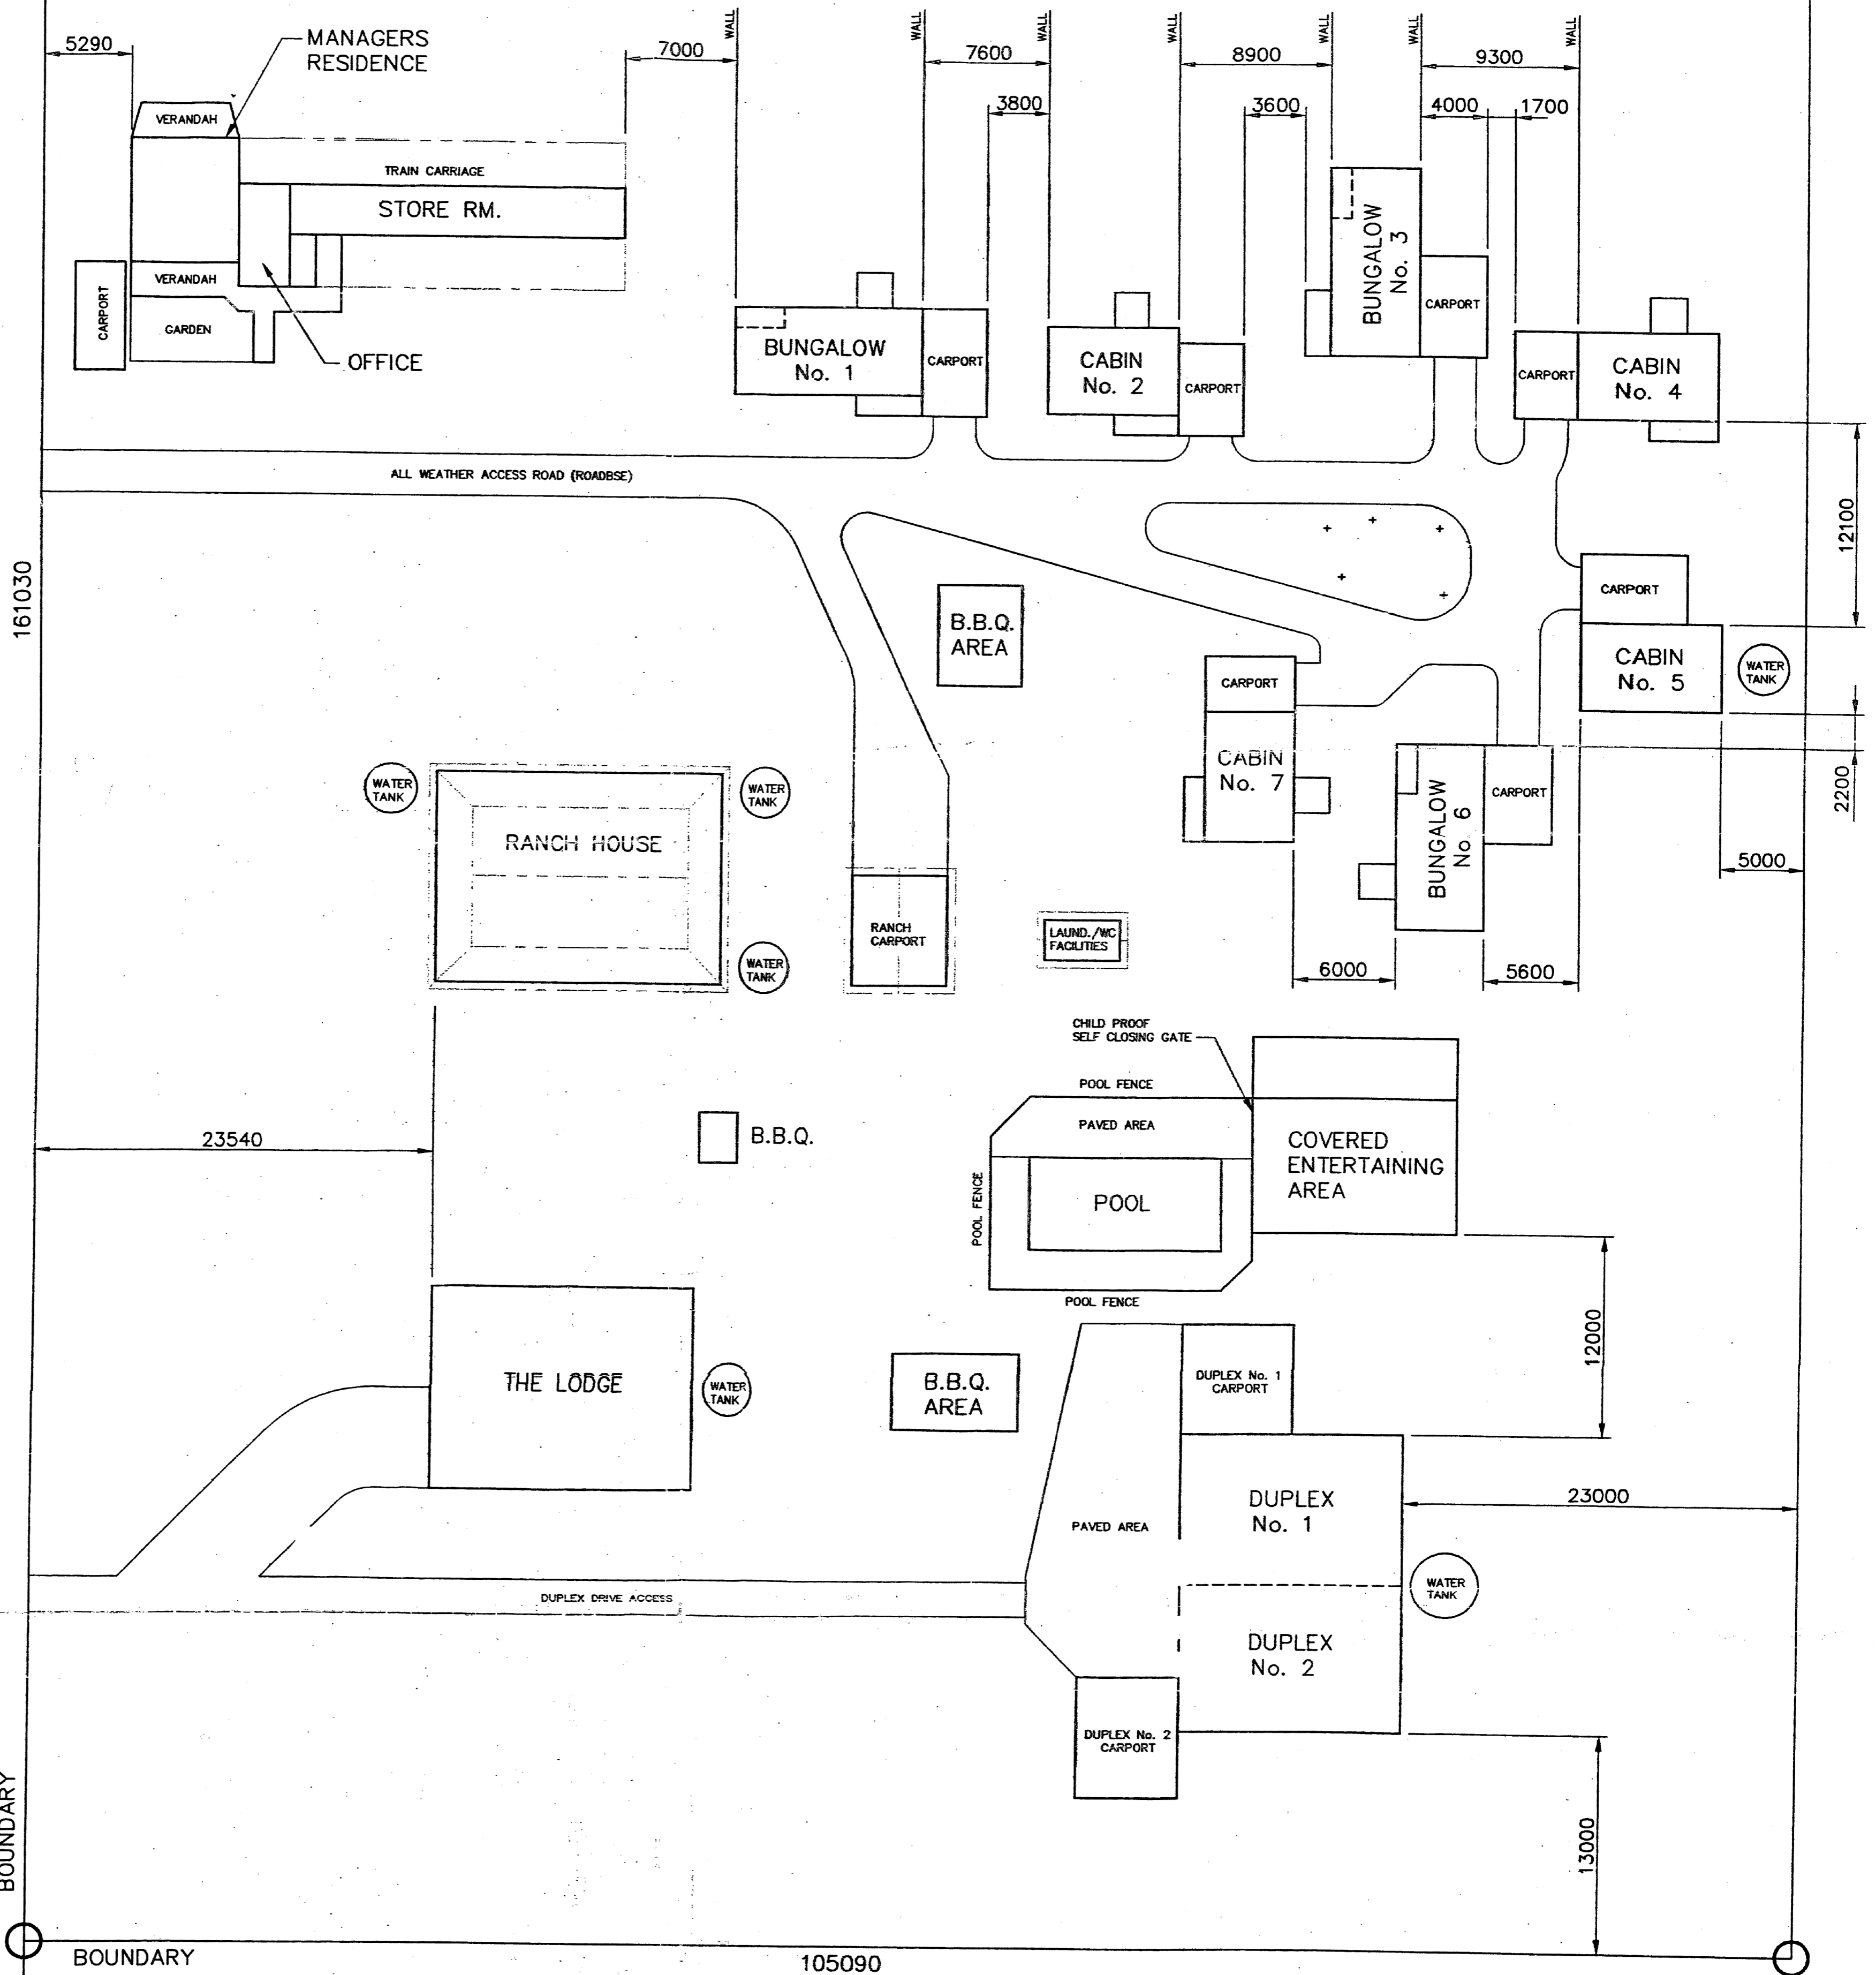 WALL
WALL
WALL
WALL
WALL
WALL
WALL
5290
MANAGERS
RESIDENCE
7000
7600
8900
9300
3800
3600
4000
1700
VERANDAH
TRAIN CARRIAGE
STORE RM.
VERANDAH
CARPORT
GARDEN
OFFICE
BUNGALOW
No. 1
CARPORT
CABIN
No. 2
CARPORT
BUNGALOW
No. 3
CARPORT
CARPORT
CABIN
No. 4
ALL WEATHER ACCESS ROAD (ROADBSE)
12100
161030
B.B.Q.
AREA
CARPORT
CABIN
No. 5
WATER
TANK
CARPORT
CABIN
No. 7
BUNGALOW
No. 6
CARPORT
2200
5000
WATER
TANK
WATER
TANK
RANCH HOUSE
WATER
TANK
RANCH
CARPORT
LAUND./WC
FACILITIES
6000
5600
CHILD PROOF
SELF CLOSING GATE
POOL FENCE
PAVED AREA
POOL FENCE
POOL
POOL FENCE
COVERED
ENTERTAINING
AREA
23540
B.B.Q.
12000
THE LODGE
WATER
TANK
B.B.Q.
AREA
DUPLEX No. 1
CARPORT
DUPLEX
No. 1
23000
PAVED AREA
WATER
TANK
DUPLEX DRIVE ACCESS
DUPLEX
No. 2
DUPLEX No. 2
CARPORT
13000
BOUNDARY
BOUNDARY
105090